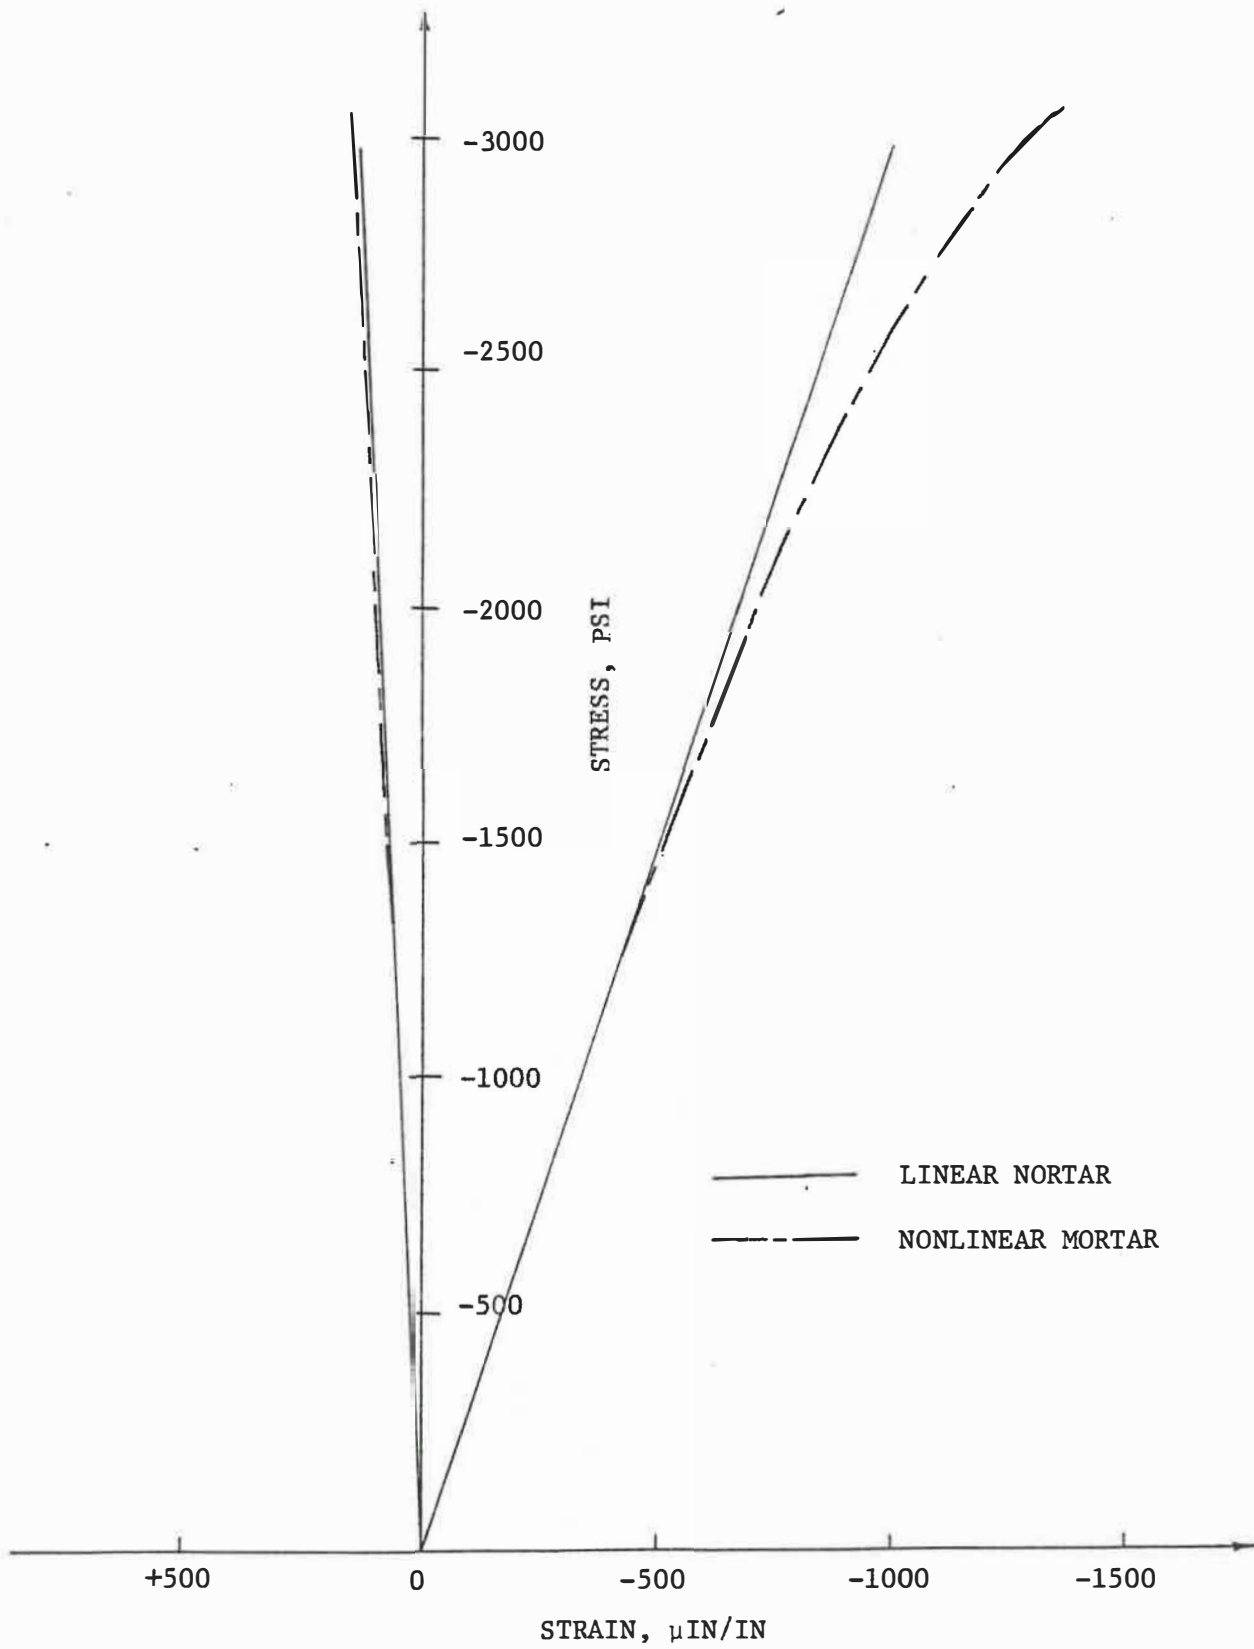 -3000
-2500
-2000
STRESS, PSI
-1500
-1000
LINEAR NORTAR
NONLINEAR MORTAR
-500
+500 0 -500 -1000 -1500
STRAIN, μIN/IN